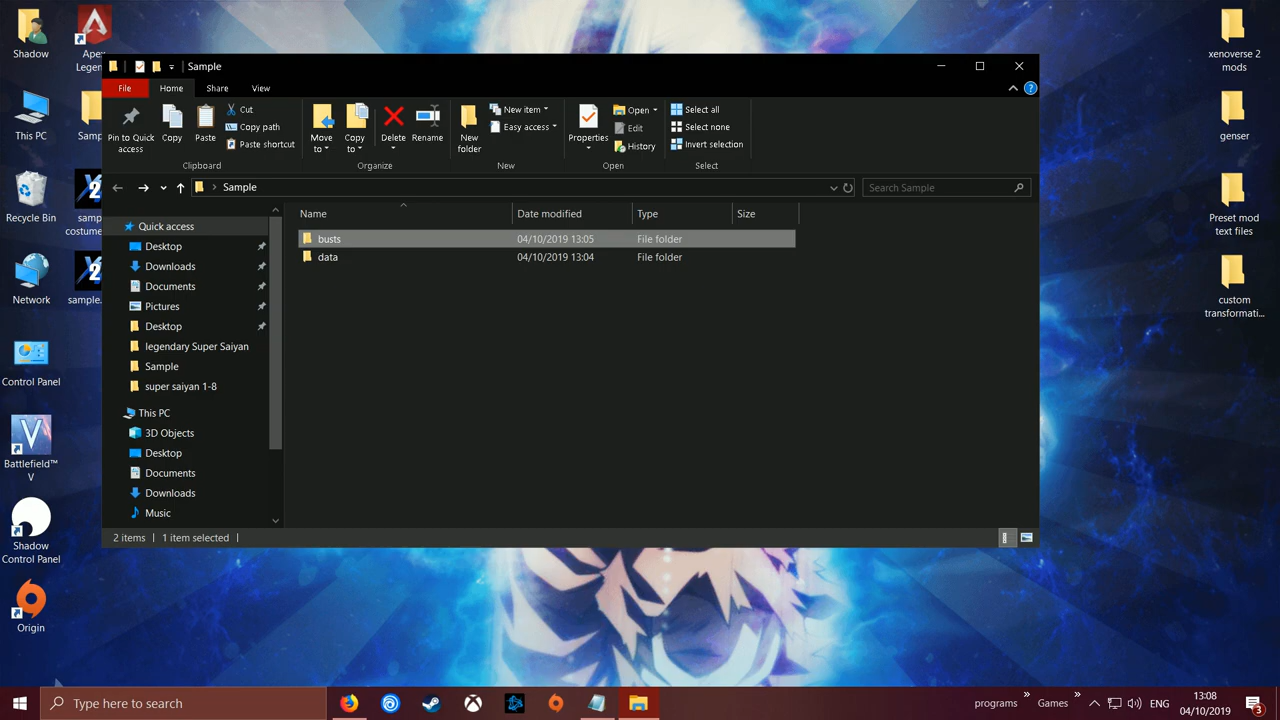 Shadow
Apex
Legen...
This PC
Samp
Recycle Bin
samp
costume
Network
sample.
Control Panel
Battlefield™
V
Shadow
Control Panel
Origin
Sample
File
Home
Share
View
Pin to Quick
access
Copy
Paste
Cut
Copy path
Paste shortcut
Clipboard
Move
to
Copy
to
Delete
Rename
Organize
New
folder
New item
Easy access
New
Properties
Open
Edit
History
Open
Select all
Select none
Invert selection
Select
Sample
Search Sample
Quick access
Desktop
Downloads
Documents
Pictures
Desktop
legendary Super Saiyan
Sample
super saiyan 1-8
This PC
3D Objects
Desktop
Documents
Downloads
Music
Name Date modified Type Size
busts 04/10/2019 13:05 File folder
data 04/10/2019 13:04 File folder
2 items 1 item selected
xenoverse 2
mods
genser
Preset mod
text files
custom
transformati...
Type here to search
programs » Games »
ENG
13:08
04/10/2019
3